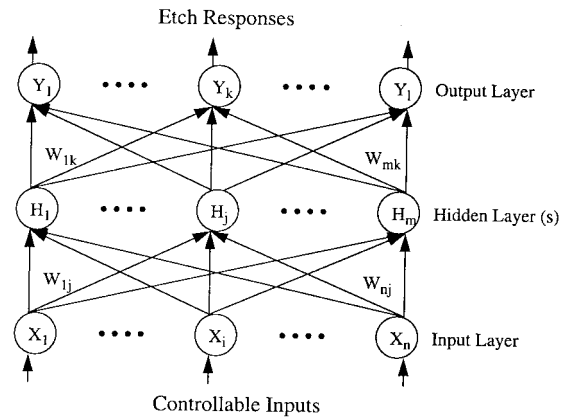 Etch Responses
Y1 Yk Yl Output Layer
W1k Wmk
H1 Hj Hm Hidden Layer (s)
W1j Wnj
X1 Xi Xn Input Layer
Controllable Inputs